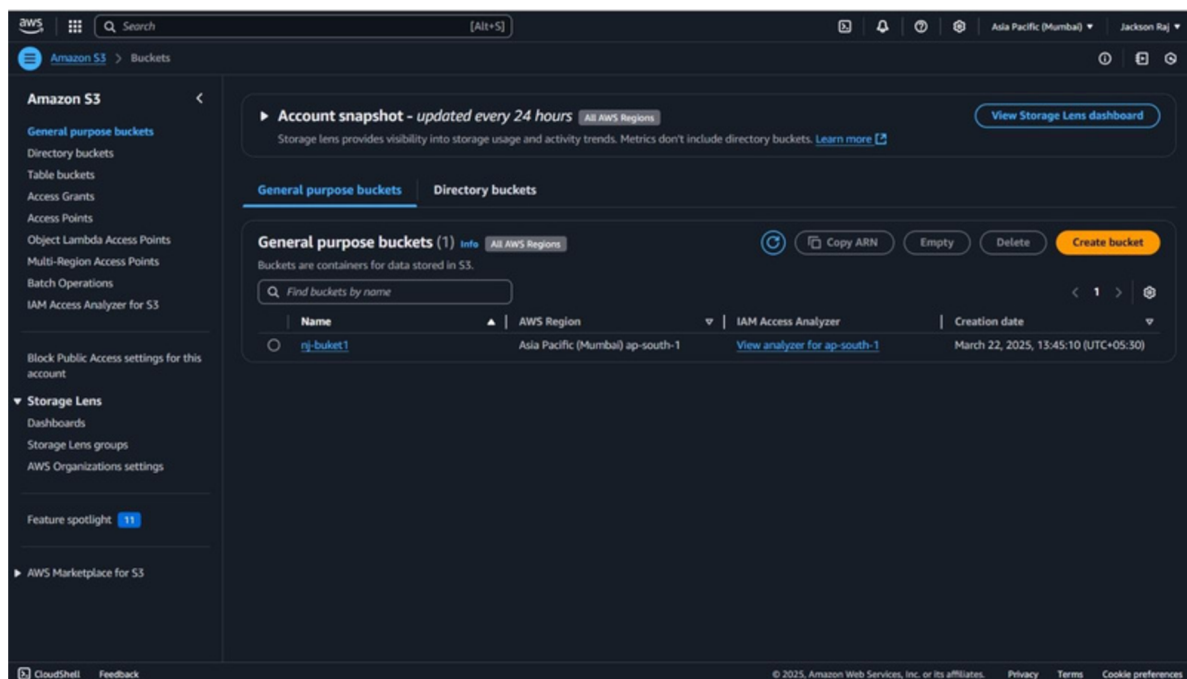 aws
Search [Alt+S]
Asia Pacific (Mumbai) Jackson Raj
Amazon S3 > Buckets
Amazon S3
General purpose buckets
Directory buckets
Table buckets
Access Grants
Access Points
Object Lambda Access Points
Multi-Region Access Points
Batch Operations
IAM Access Analyzer for S3
Block Public Access settings for this
account
Storage Lens
Dashboards
Storage Lens groups
AWS Organizations settings
Feature spotlight 11
AWS Marketplace for S3
Account snapshot - updated every 24 hours All AWS Regions
View Storage Lens dashboard
Storage lens provides visibility into storage usage and activity trends. Metrics don't include directory buckets. Learn more
General purpose buckets Directory buckets
General purpose buckets (1) Info All AWS Regions
Copy ARN Empty Delete Create bucket
Buckets are containers for data stored in S3.
Find buckets by name
< 1 >
Name AWS Region IAM Access Analyzer Creation date
nj-buket1 Asia Pacific (Mumbai) ap-south-1 View analyzer for ap-south-1 March 22, 2025, 13:45:10 (UTC+05:30)
CloudShell Feedback © 2025, Amazon Web Services, Inc. or its affiliates. Privacy Terms Cookie preferences